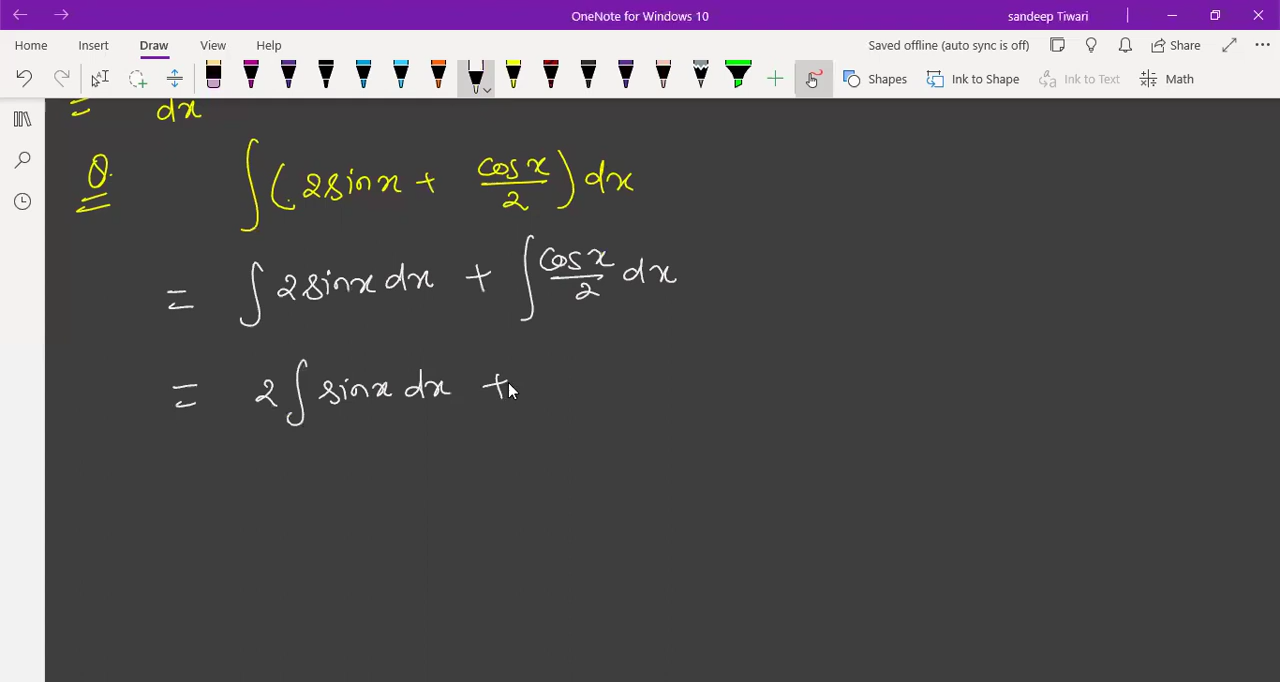 OneNote for Windows 10
sandeep Tiwari
Home Insert Draw View Help
Saved offline (auto sync is off)
Share
Shapes
Ink to Shape
Ink to Text
Math
= dx
Q. ∫(. 2sinx + cosx/2) dx
= ∫ 2sinx dx + ∫ cosx/2 dx
= 2∫ sinx dx +